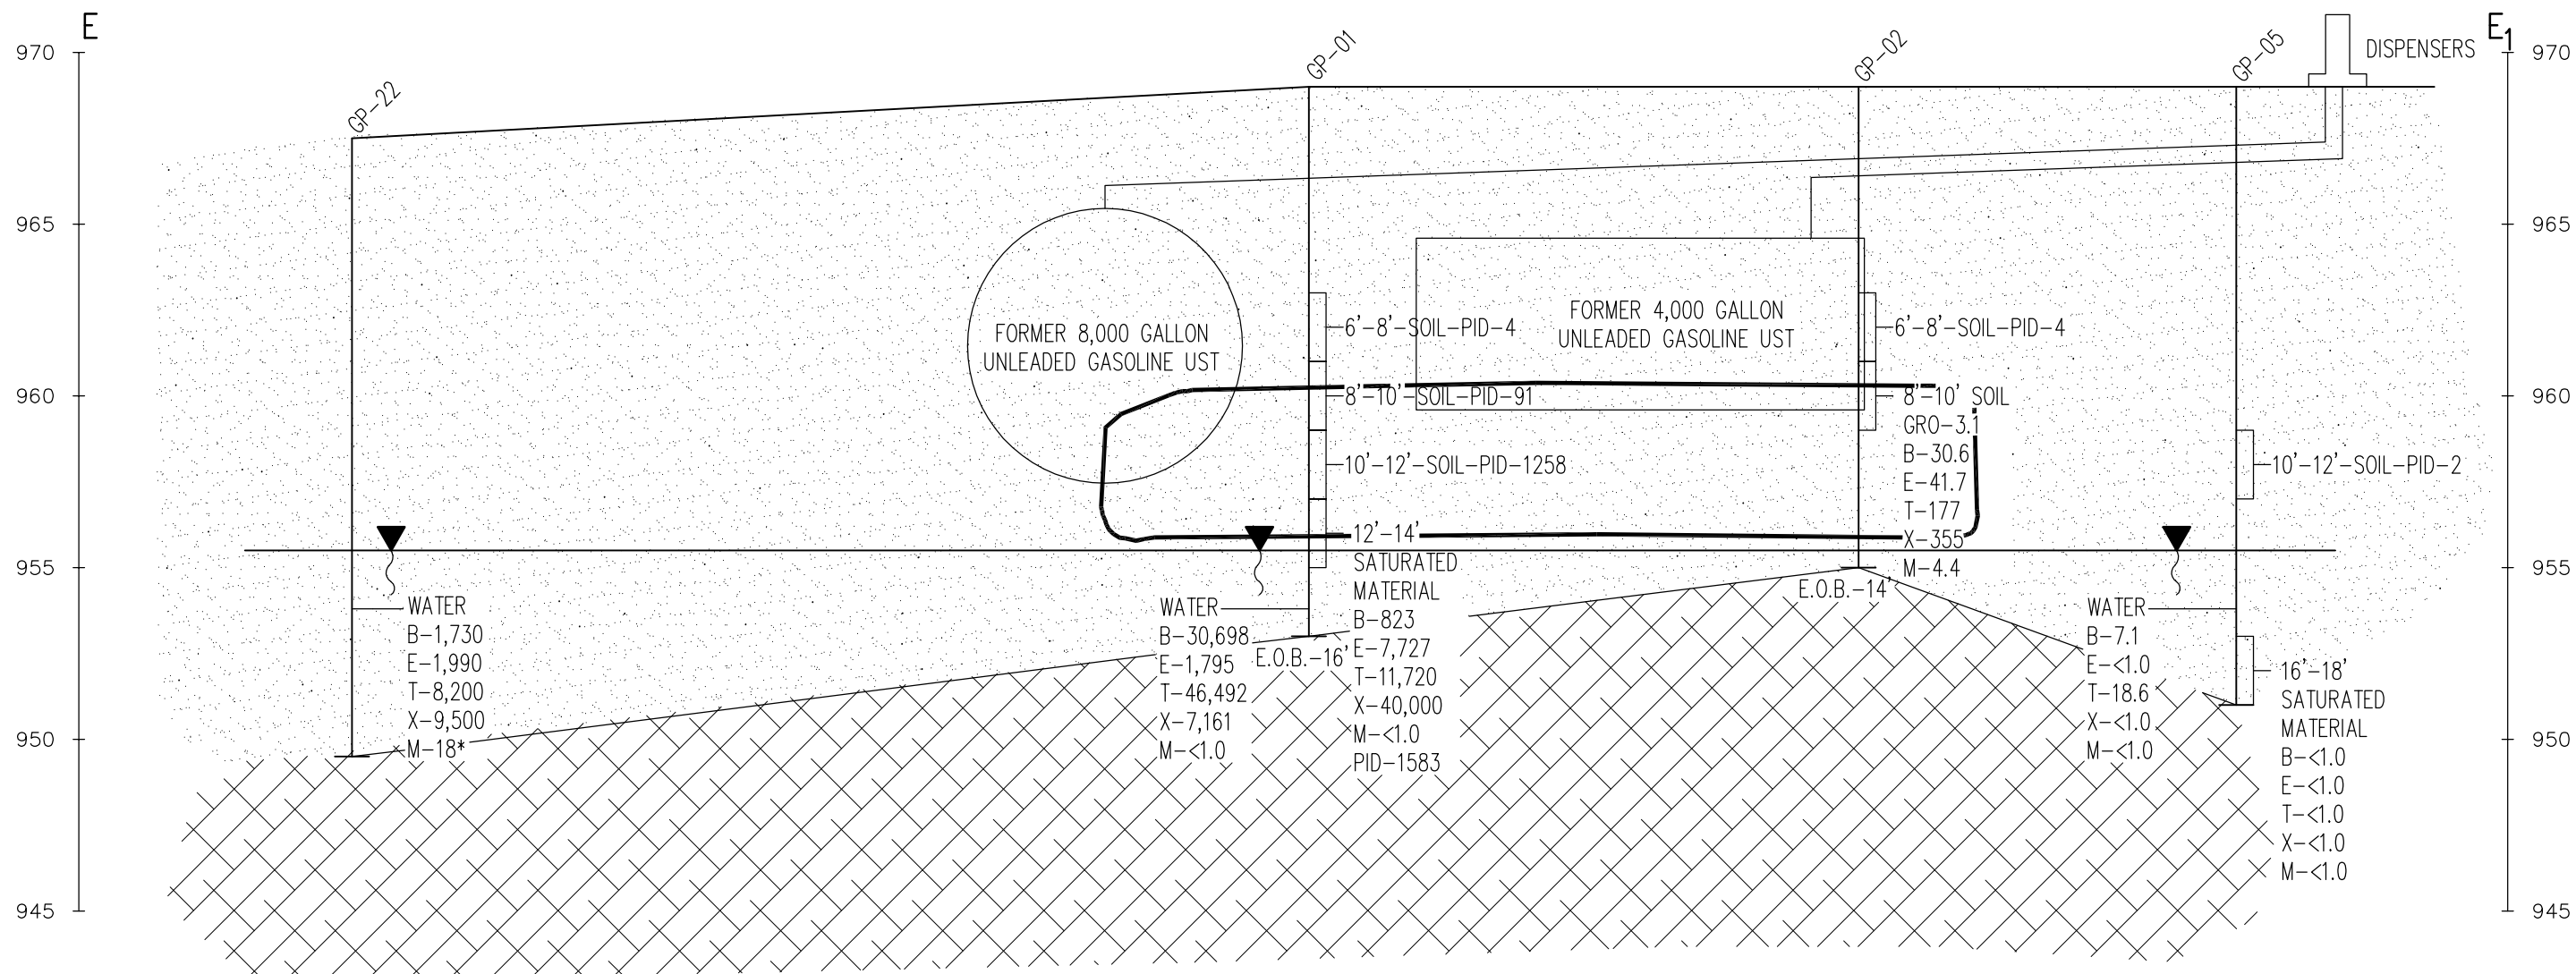 E
E1
970
965
960
955
950
945
970
965
960
955
950
945
GP-22
GP-01
GP-02
GP-05
DISPENSERS
FORMER 8,000 GALLON
UNLEADED GASOLINE UST
FORMER 4,000 GALLON
UNLEADED GASOLINE UST
6'-8'-SOIL-PID-4
8'-10'-SOIL-PID-91
10'-12'-SOIL-PID-1258
12'-14'
SATURATED
MATERIAL
B-823
E-7,727
T-11,720
X-40,000
M-<1.0
PID-1583
6'-8'-SOIL-PID-4
8'-10' SOIL
GRO-3.1
B-30.6
E-41.7
T-177
X-355
M-4.4
10'-12'-SOIL-PID-2
WATER
B-1,730
E-1,990
T-8,200
X-9,500
M-18*
WATER
B-30,698
E-1,795
T-46,492
X-7,161
M-<1.0
E.O.B.-16'
E.O.B.-14'
WATER
B-7.1
E-<1.0
T-18.6
X-<1.0
M-<1.0
16'-18'
SATURATED
MATERIAL
B-<1.0
E-<1.0
T-<1.0
X-<1.0
M-<1.0